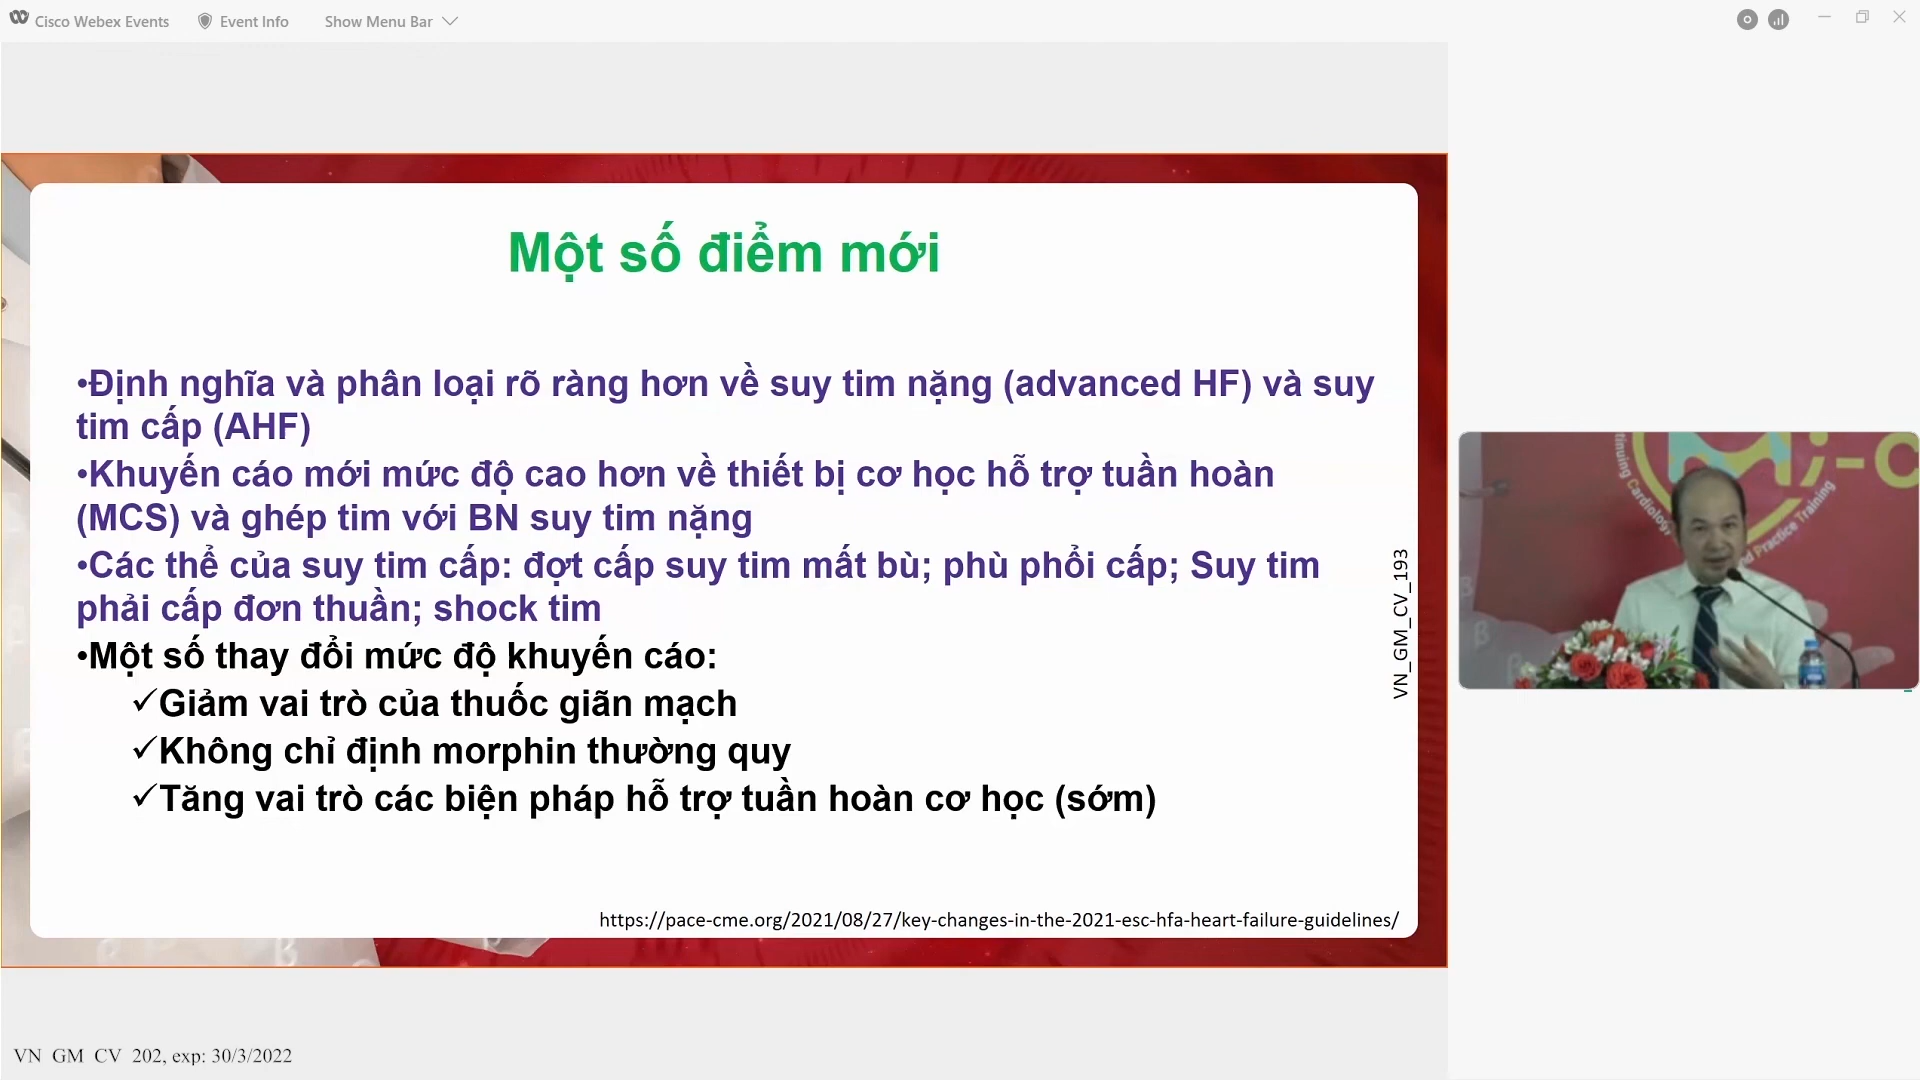 Cisco Webex Events
Event Info
Show Menu Bar
Một số điểm mới
•Định nghĩa và phân loại rõ ràng hơn về suy tim nặng (advanced HF) và suy
tim cấp (AHF)
•Khuyến cáo mới mức độ cao hơn về thiết bị cơ học hỗ trợ tuần hoàn
(MCS) và ghép tim với BN suy tim nặng
•Các thể của suy tim cấp: đợt cấp suy tim mất bù; phù phổi cấp; Suy tim
phải cấp đơn thuần; shock tim
•Một số thay đổi mức độ khuyến cáo:
✓Giảm vai trò của thuốc giãn mạch
✓Không chỉ định morphin thường quy
✓Tăng vai trò các biện pháp hỗ trợ tuần hoàn cơ học (sớm)
VN_GM_CV_193
https://pace-cme.org/2021/08/27/key-changes-in-the-2021-esc-hfa-heart-failure-guidelines/
Mi-C
tinuing Cardiology
d Practice Training
VN GM CV 202, exp: 30/3/2022